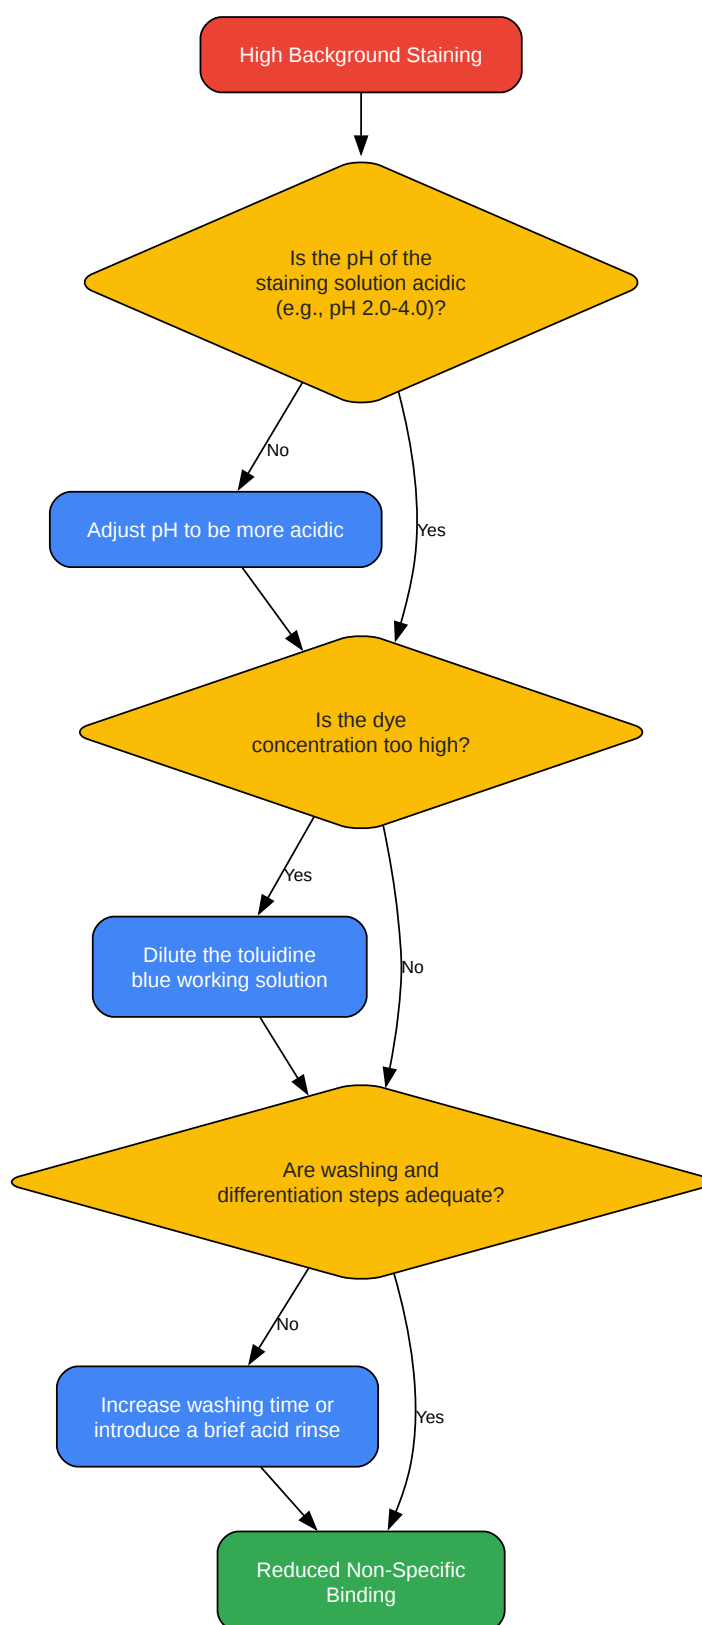 High Background Staining
Is the pH of the
staining solution acidic
(e.g., pH 2.0-4.0)?
No
Adjust pH to be more acidic
Yes
Is the dye
concentration too high?
Yes
Dilute the toluidine
blue working solution
No
Are washing and
differentiation steps adequate?
No
Increase washing time or
introduce a brief acid rinse
Yes
Reduced Non-Specific
Binding